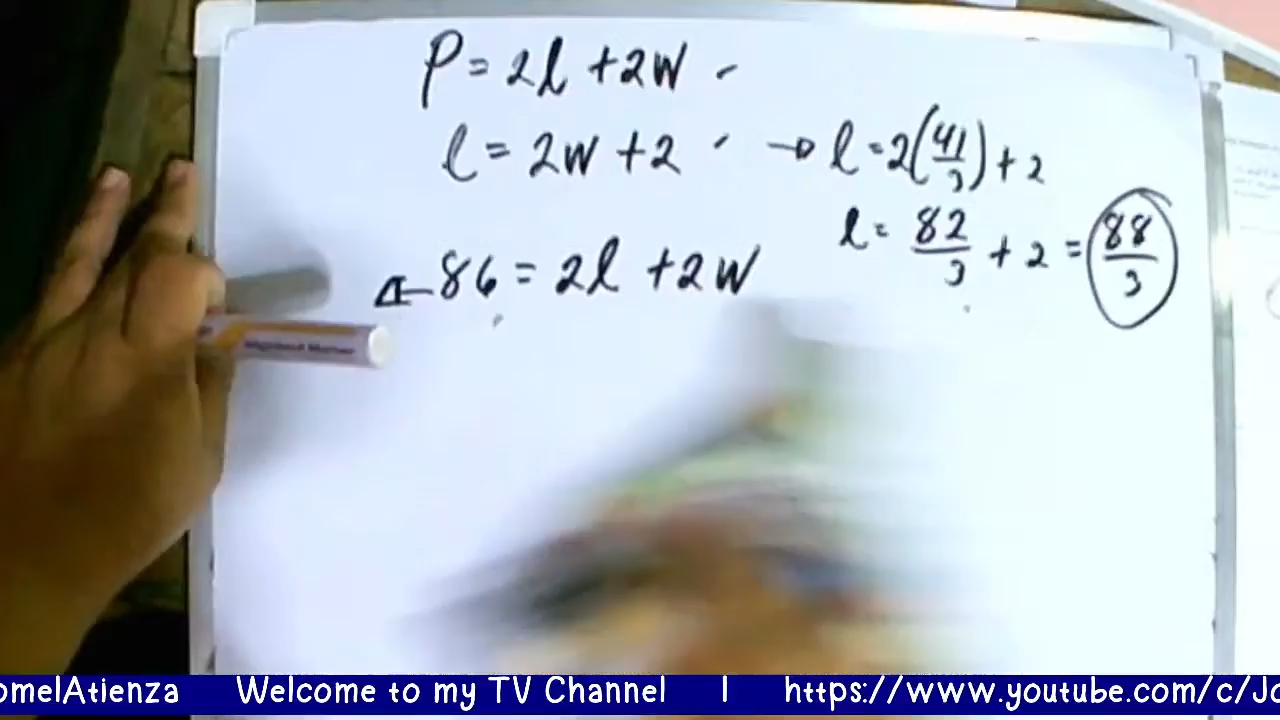 P = 2l + 2W
l = 2W + 2 → l = 2(41/3) + 2
l = 82/3 + 2 = 88/3
86 = 2l + 2W
omelAtienza Welcome to my TV Channel | https://www.youtube.com/c/Jo